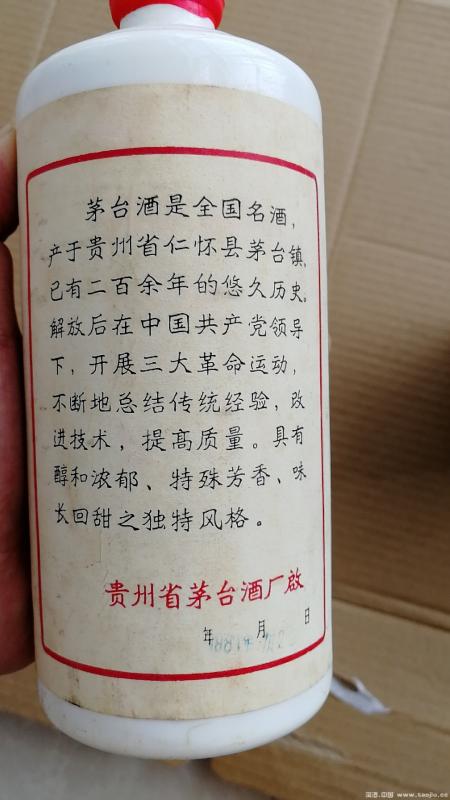 茅台酒是全国名酒，
产于贵州省仁怀县茅台镇，
已有二百余年的悠久历史。
解放后在中国共产党领导
下，开展三大革命运动，
不断地总结传统经验，改
进技术，提高质量。具有
醇和浓郁、特殊芳香、味
长回甜之独特风格。
贵州省茅台酒厂啟
年 月 日
www.taojiu.cc